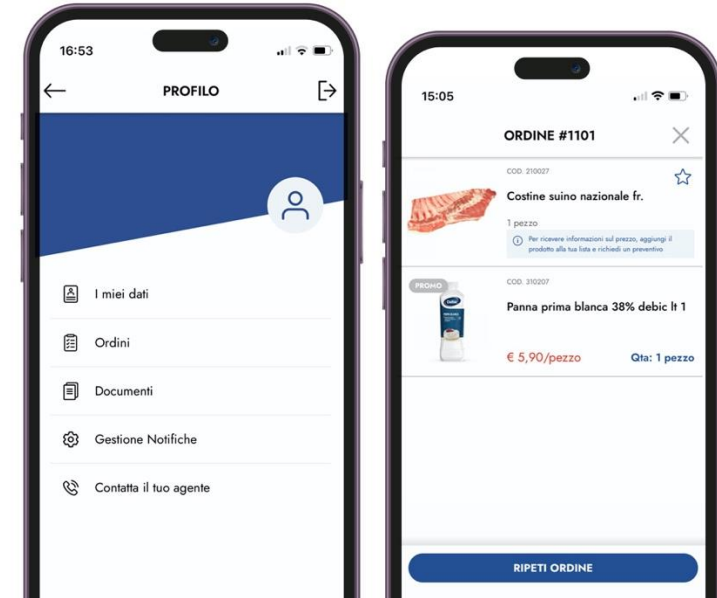 16:53
PROFILO
I miei dati
Ordini
Documenti
Gestione Notifiche
Contatta il tuo agente
15:05
ORDINE #1101
COD. 210027
Costine suino nazionale fr.
1 pezzo
Per ricevere informazioni sul prezzo, aggiungi il
prodotto alla tua lista e richiedi un preventivo
PROMO
COD. 310207
Panna prima blanca 38% debic lt 1
€ 5,90/pezzo
Qta: 1 pezzo
RIPETI ORDINE